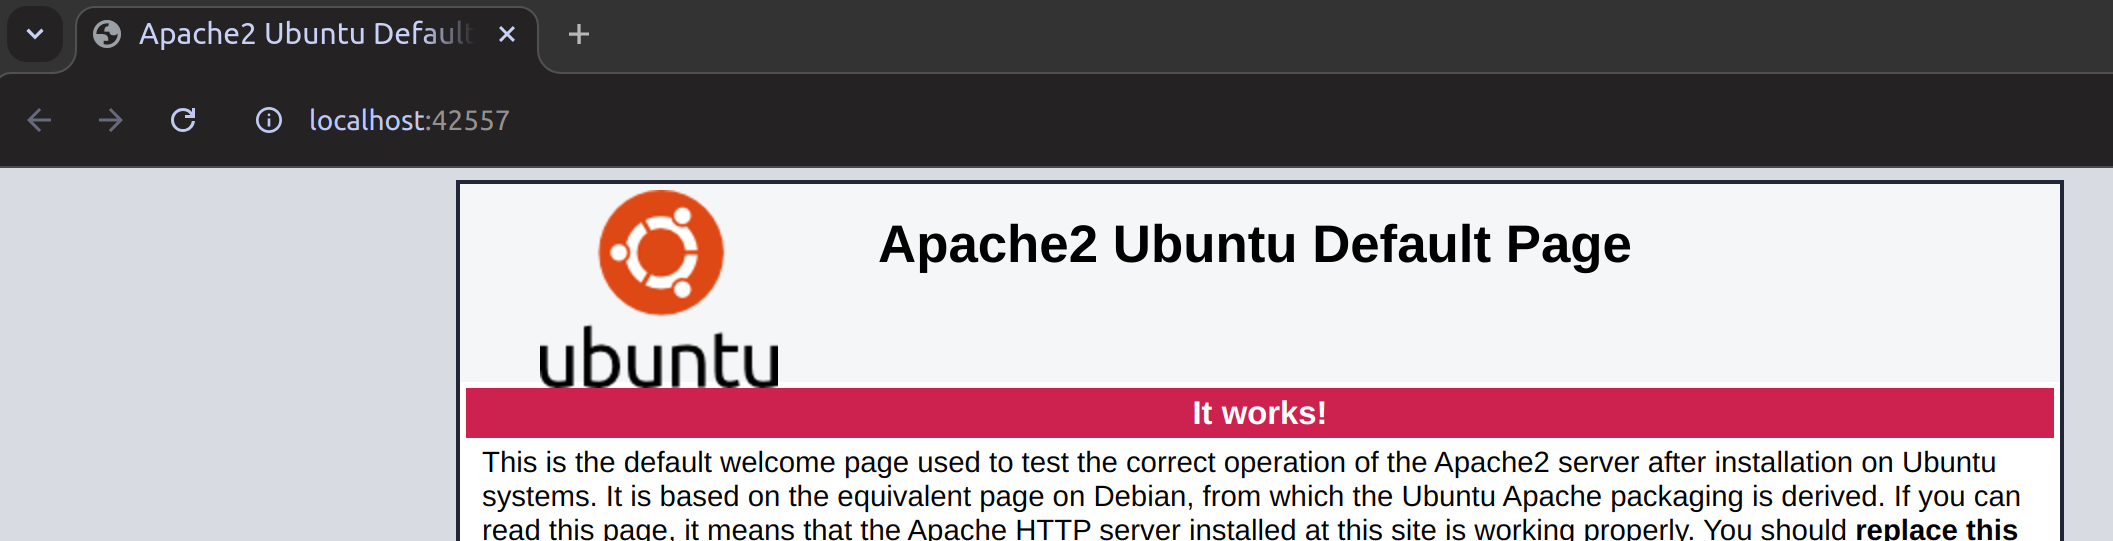 Apache2 Ubuntu Default
localhost:42557
ubuntu
Apache2 Ubuntu Default Page
It works!
This is the default welcome page used to test the correct operation of the Apache2 server after installation on Ubuntu
systems. It is based on the equivalent page on Debian, from which the Ubuntu Apache packaging is derived. If you can
read this page, it means that the Apache HTTP server installed at this site is working properly. You should replace this